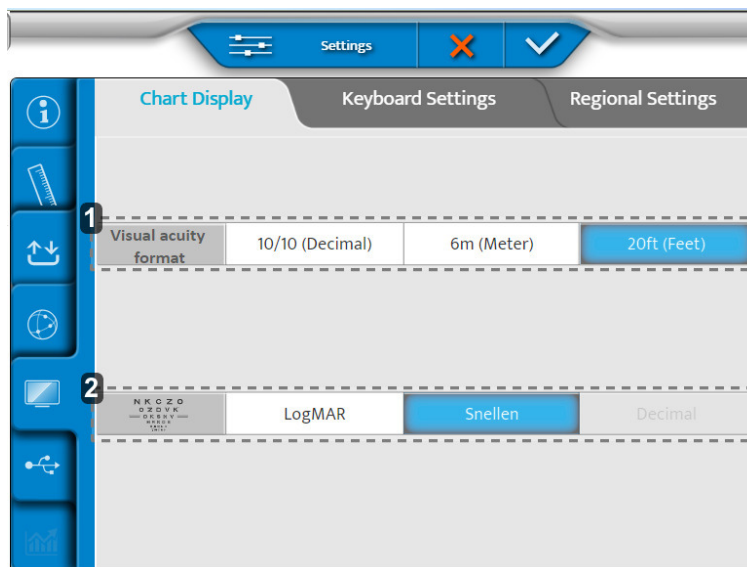 Settings
Chart Display
Keyboard Settings
Regional Settings
1
Visual acuity
format
10/10 (Decimal)
6m (Meter)
20ft (Feet)
2
N K C Z O
O Z D V K
LogMAR
Snellen
Decimal